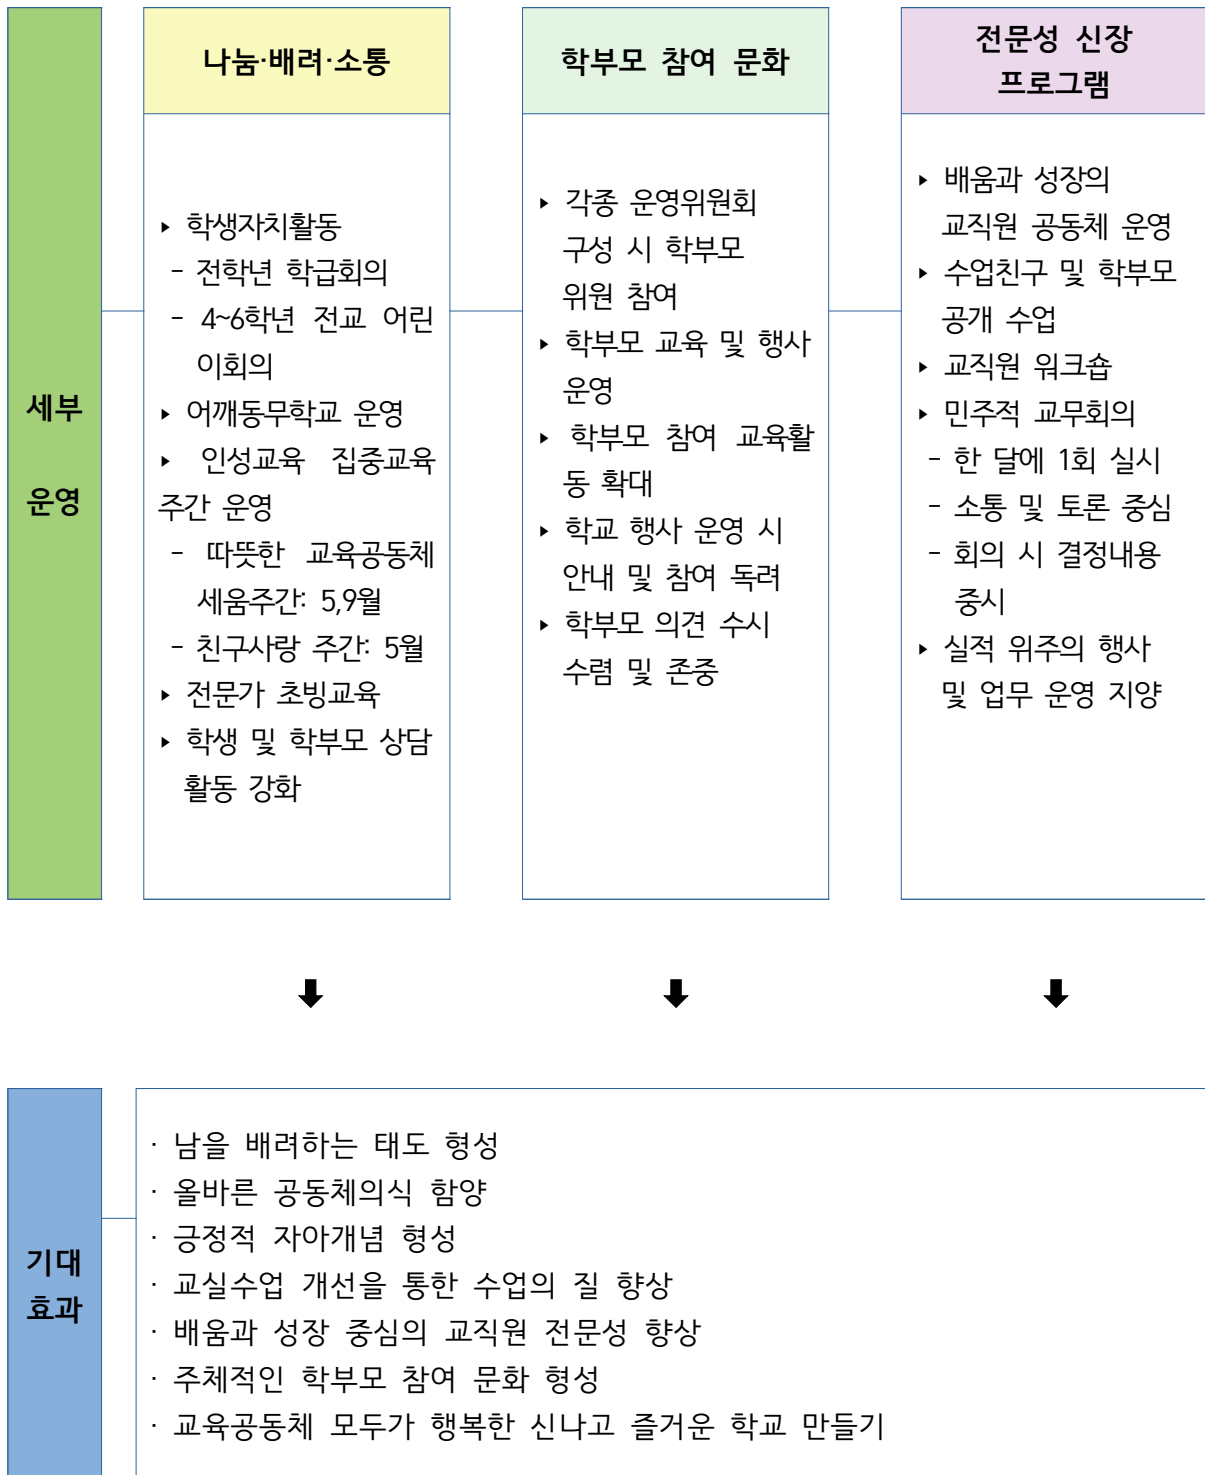 세부
운영
나눔·배려·소통
▸ 학생자치활동
- 전학년 학급회의
- 4~6학년 전교 어린
이회의
▸ 어깨동무학교 운영
▸ 인성교육 집중교육
주간 운영
- 따뜻한 교육공동체
세움주간: 5,9월
- 친구사랑 주간: 5월
▸ 전문가 초빙교육
▸ 학생 및 학부모 상담
활동 강화
학부모 참여 문화
▸ 각종 운영위원회
구성 시 학부모
위원 참여
▸ 학부모 교육 및 행사
운영
▸ 학부모 참여 교육활
동 확대
▸ 학교 행사 운영 시
안내 및 참여 독려
▸ 학부모 의견 수시
수렴 및 존중
전문성 신장
프로그램
▸ 배움과 성장의
교직원 공동체 운영
▸ 수업친구 및 학부모
공개 수업
▸ 교직원 워크숍
▸ 민주적 교무회의
- 한 달에 1회 실시
- 소통 및 토론 중심
- 회의 시 결정내용
중시
▸ 실적 위주의 행사
및 업무 운영 지양
기대
효과
· 남을 배려하는 태도 형성
· 올바른 공동체의식 함양
· 긍정적 자아개념 형성
· 교실수업 개선을 통한 수업의 질 향상
· 배움과 성장 중심의 교직원 전문성 향상
· 주체적인 학부모 참여 문화 형성
· 교육공동체 모두가 행복한 신나고 즐거운 학교 만들기